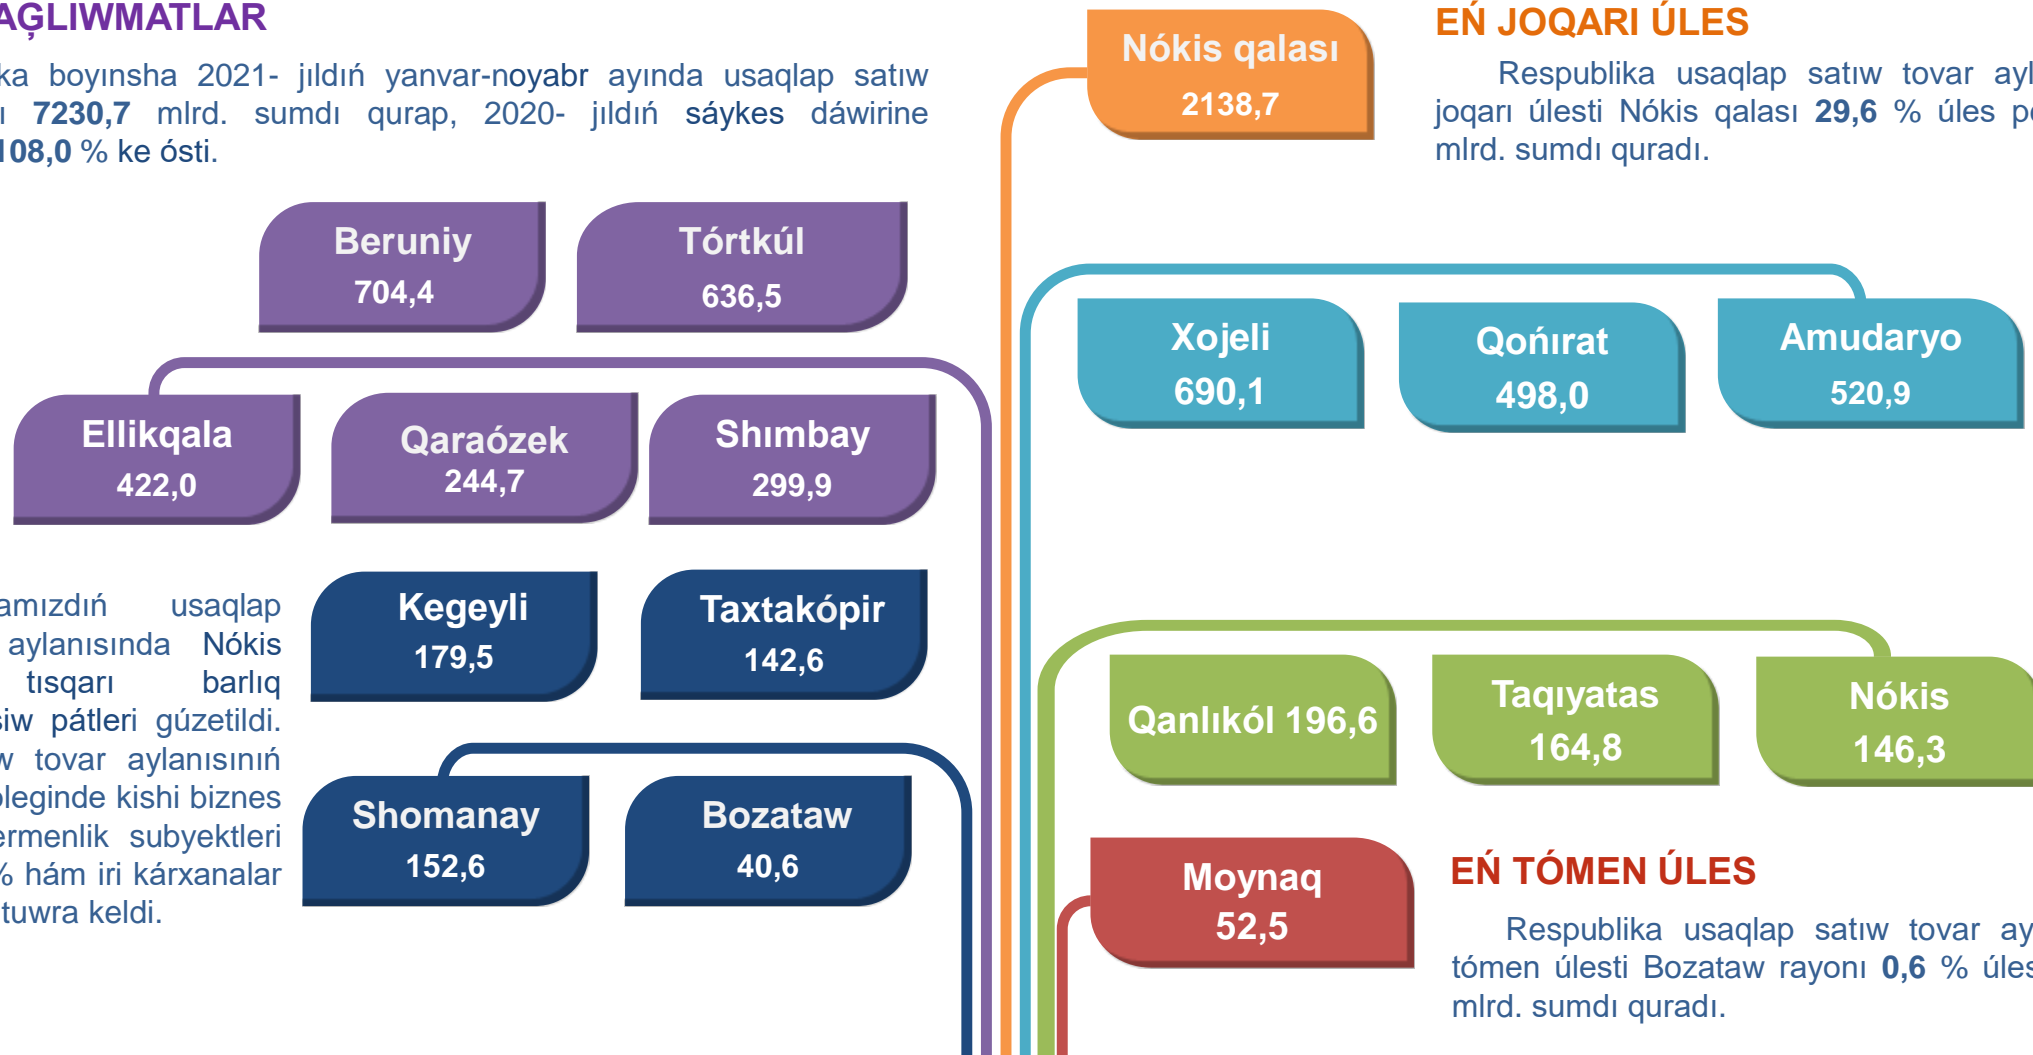 AĢLIWMATLAR
ka boyınsha 2021- jıldıń yanvar-noyabr ayında usaqlap satıw
ı 7230,7 mlrd. sumdı qurap, 2020- jıldıń sáykes dáwirine
108,0 % ke ósti.
Nókis qalası
2138,7
EŃ JOQARI ÚLES
Respublika usaqlap satıw tovar ayl
joqarı úlesti Nókis qalası 29,6 % úles p
mlrd. sumdı quradı.
Beruniy
704,4
Tórtkúl
636,5
Xojeli
690,1
Qońırat
498,0
Amudaryo
520,9
Ellikqala
422,0
Qaraózek
244,7
Shımbay
299,9
amızdıń usaqlap
aylanısında Nókis
tısqarı barlıq
siw pátleri gúzetildi.
w tovar aylanısınıń
óleginde kishi biznes
ermenlik subyektleri
% hám iri kárxanalar
tuwra keldi.
Kegeyli
179,5
Taxtakópir
142,6
Shomanay
152,6
Bozataw
40,6
Qanlıkól 196,6
Taqıyatas
164,8
Nókis
146,3
Moynaq
52,5
EŃ TÓMEN ÚLES
Respublika usaqlap satıw tovar ay
tómen úlesti Bozataw rayonı 0,6 % úles
mlrd. sumdı quradı.